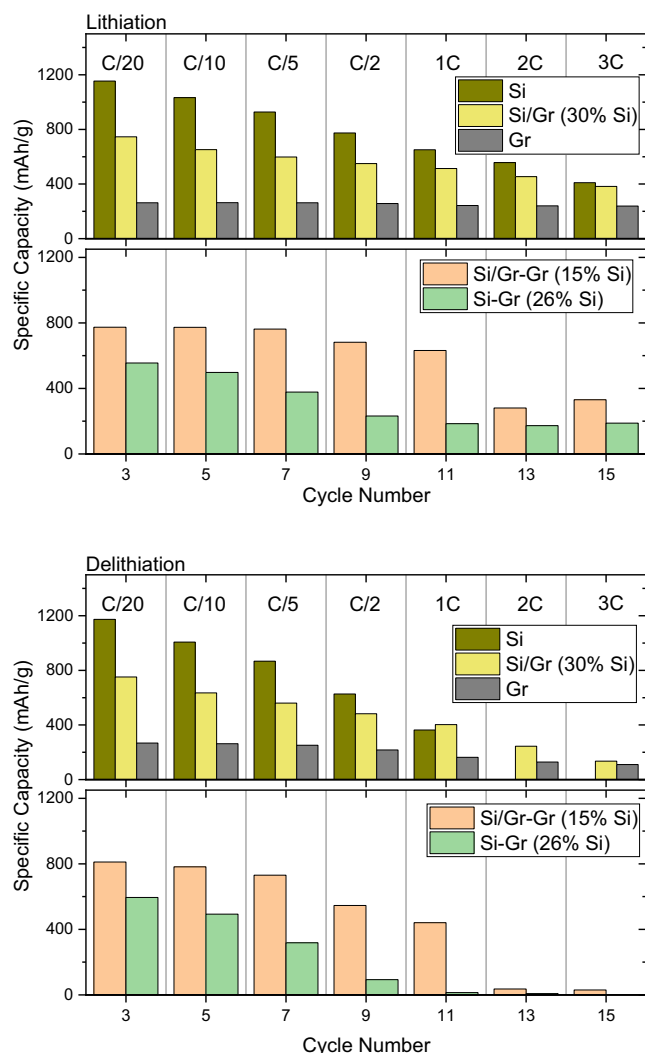 Lithiation
C/20 C/10 C/5 C/2 1C 2C 3C
1200
800
400
0
Si
Si/Gr (30% Si)
Gr
Specific Capacity (mAh/g)
1200
800
400
0
Si/Gr-Gr (15% Si)
Si-Gr (26% Si)
3 5 7 9 11 13 15
Cycle Number
Delithiation
C/20 C/10 C/5 C/2 1C 2C 3C
1200
800
400
0
Si
Si/Gr (30% Si)
Gr
Specific Capacity (mAh/g)
1200
800
400
0
Si/Gr-Gr (15% Si)
Si-Gr (26% Si)
3 5 7 9 11 13 15
Cycle Number